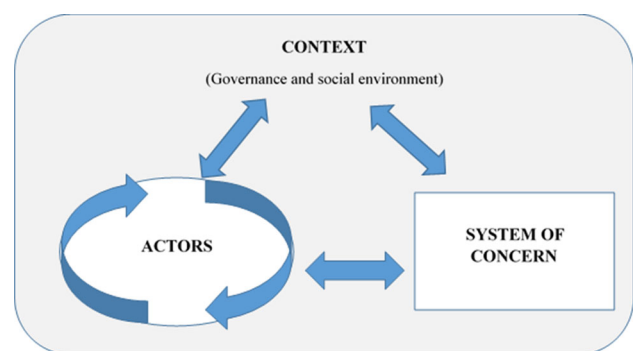 CONTEXT
(Governance and social environment)
ACTORS
SYSTEM OF
CONCERN